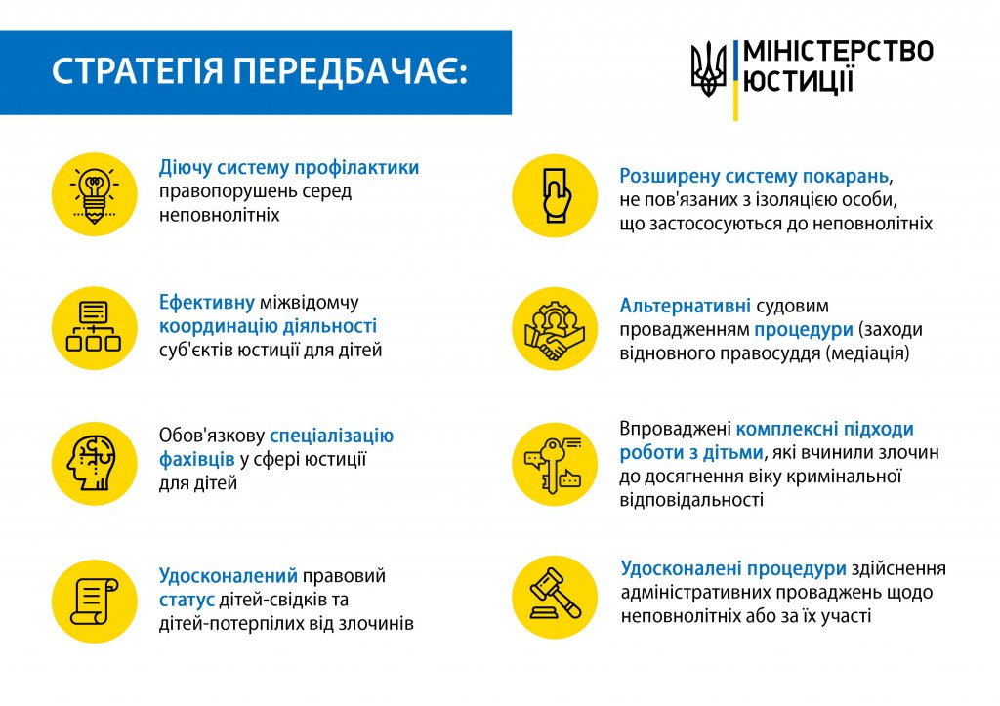 СТРАТЕГІЯ ПЕРЕДБАЧАЄ:
МІНІСТЕРСТВО
ЮСТИЦІЇ
Діючу систему профілактики
правопорушень серед
неповнолітніх
Ефективну міжвідомчу
координацію діяльності
суб'єктів юстиції для дітей
Обов'язкову спеціалізацію
фахівців у сфері юстиції
для дітей
Удосконалений правовий
статус дітей-свідків та
дітей-потерпілих від злочинів
Розширену систему покарань,
не пов'язаних з ізоляцією особи,
що застососуються до неповнолітніх
Альтернативні судовим
провадженням процедури (заходи
відновного правосуддя (медіація)
Впроваджені комплексні підходи
роботи з дітьми, які вчинили злочин
до досягнення віку кримінальної
відповідальності
Удосконалені процедури здійснення
адміністративних проваджень щодо
неповнолітніх або за їх участі